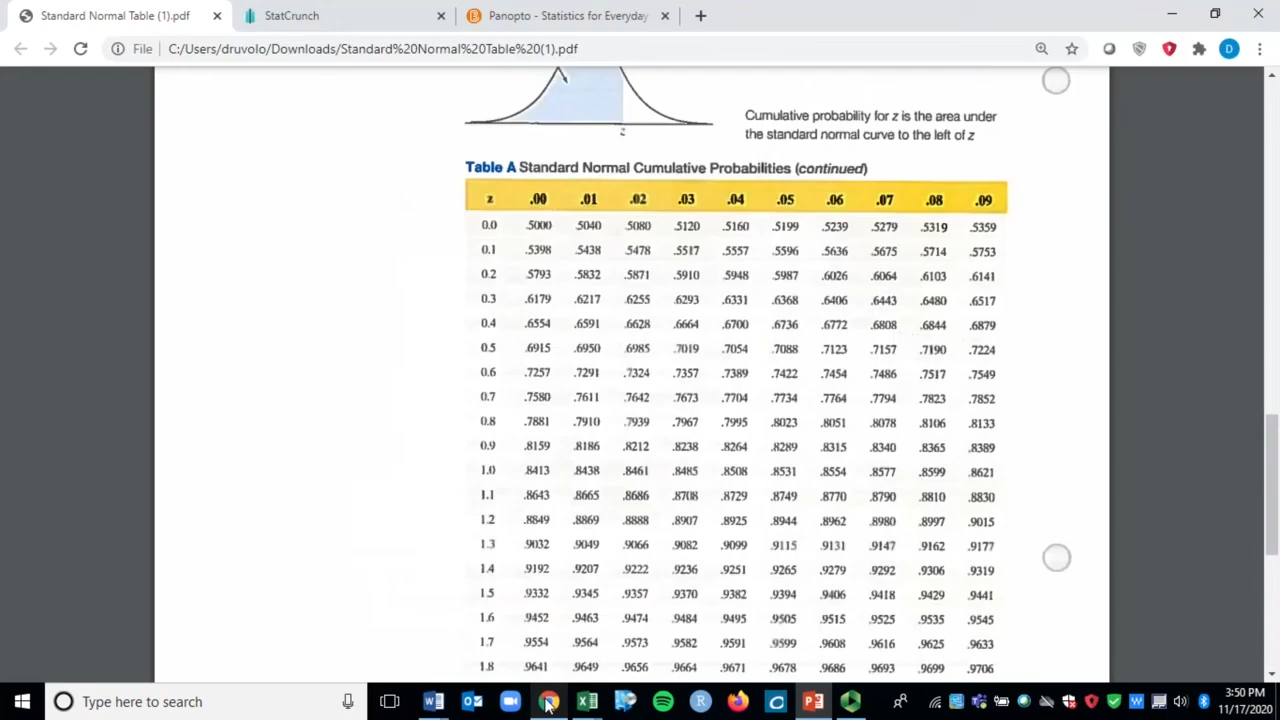 Standard Normal Table (1).pdf
StatCrunch
Panopto - Statistics for Everyday
File C:/Users/druvolo/Downloads/Standard%20Normal%20Table%20(1).pdf
D
z
Cumulative probability for z is the area under
the standard normal curve to the left of z
Table A Standard Normal Cumulative Probabilities (continued)
z .00 .01 .02 .03 .04 .05 .06 .07 .08 .09
0.0 .5000 .5040 .5080 .5120 .5160 .5199 .5239 .5279 .5319 .5359
0.1 .5398 .5438 .5478 .5517 .5557 .5596 .5636 .5675 .5714 .5753
0.2 .5793 .5832 .5871 .5910 .5948 .5987 .6026 .6064 .6103 .6141
0.3 .6179 .6217 .6255 .6293 .6331 .6368 .6406 .6443 .6480 .6517
0.4 .6554 .6591 .6628 .6664 .6700 .6736 .6772 .6808 .6844 .6879
0.5 .6915 .6950 .6985 .7019 .7054 .7088 .7123 .7157 .7190 .7224
0.6 .7257 .7291 .7324 .7357 .7389 .7422 .7454 .7486 .7517 .7549
0.7 .7580 .7611 .7642 .7673 .7704 .7734 .7764 .7794 .7823 .7852
0.8 .7881 .7910 .7939 .7967 .7995 .8023 .8051 .8078 .8106 .8133
0.9 .8159 .8186 .8212 .8238 .8264 .8289 .8315 .8340 .8365 .8389
1.0 .8413 .8438 .8461 .8485 .8508 .8531 .8554 .8577 .8599 .8621
1.1 .8643 .8665 .8686 .8708 .8729 .8749 .8770 .8790 .8810 .8830
1.2 .8849 .8869 .8888 .8907 .8925 .8944 .8962 .8980 .8997 .9015
1.3 .9032 .9049 .9066 .9082 .9099 .9115 .9131 .9147 .9162 .9177
1.4 .9192 .9207 .9222 .9236 .9251 .9265 .9279 .9292 .9306 .9319
1.5 .9332 .9345 .9357 .9370 .9382 .9394 .9406 .9418 .9429 .9441
1.6 .9452 .9463 .9474 .9484 .9495 .9505 .9515 .9525 .9535 .9545
1.7 .9554 .9564 .9573 .9582 .9591 .9599 .9608 .9616 .9625 .9633
1.8 .9641 .9649 .9656 .9664 .9671 .9678 .9686 .9693 .9699 .9706
Type here to search
3:50 PM
11/17/2020